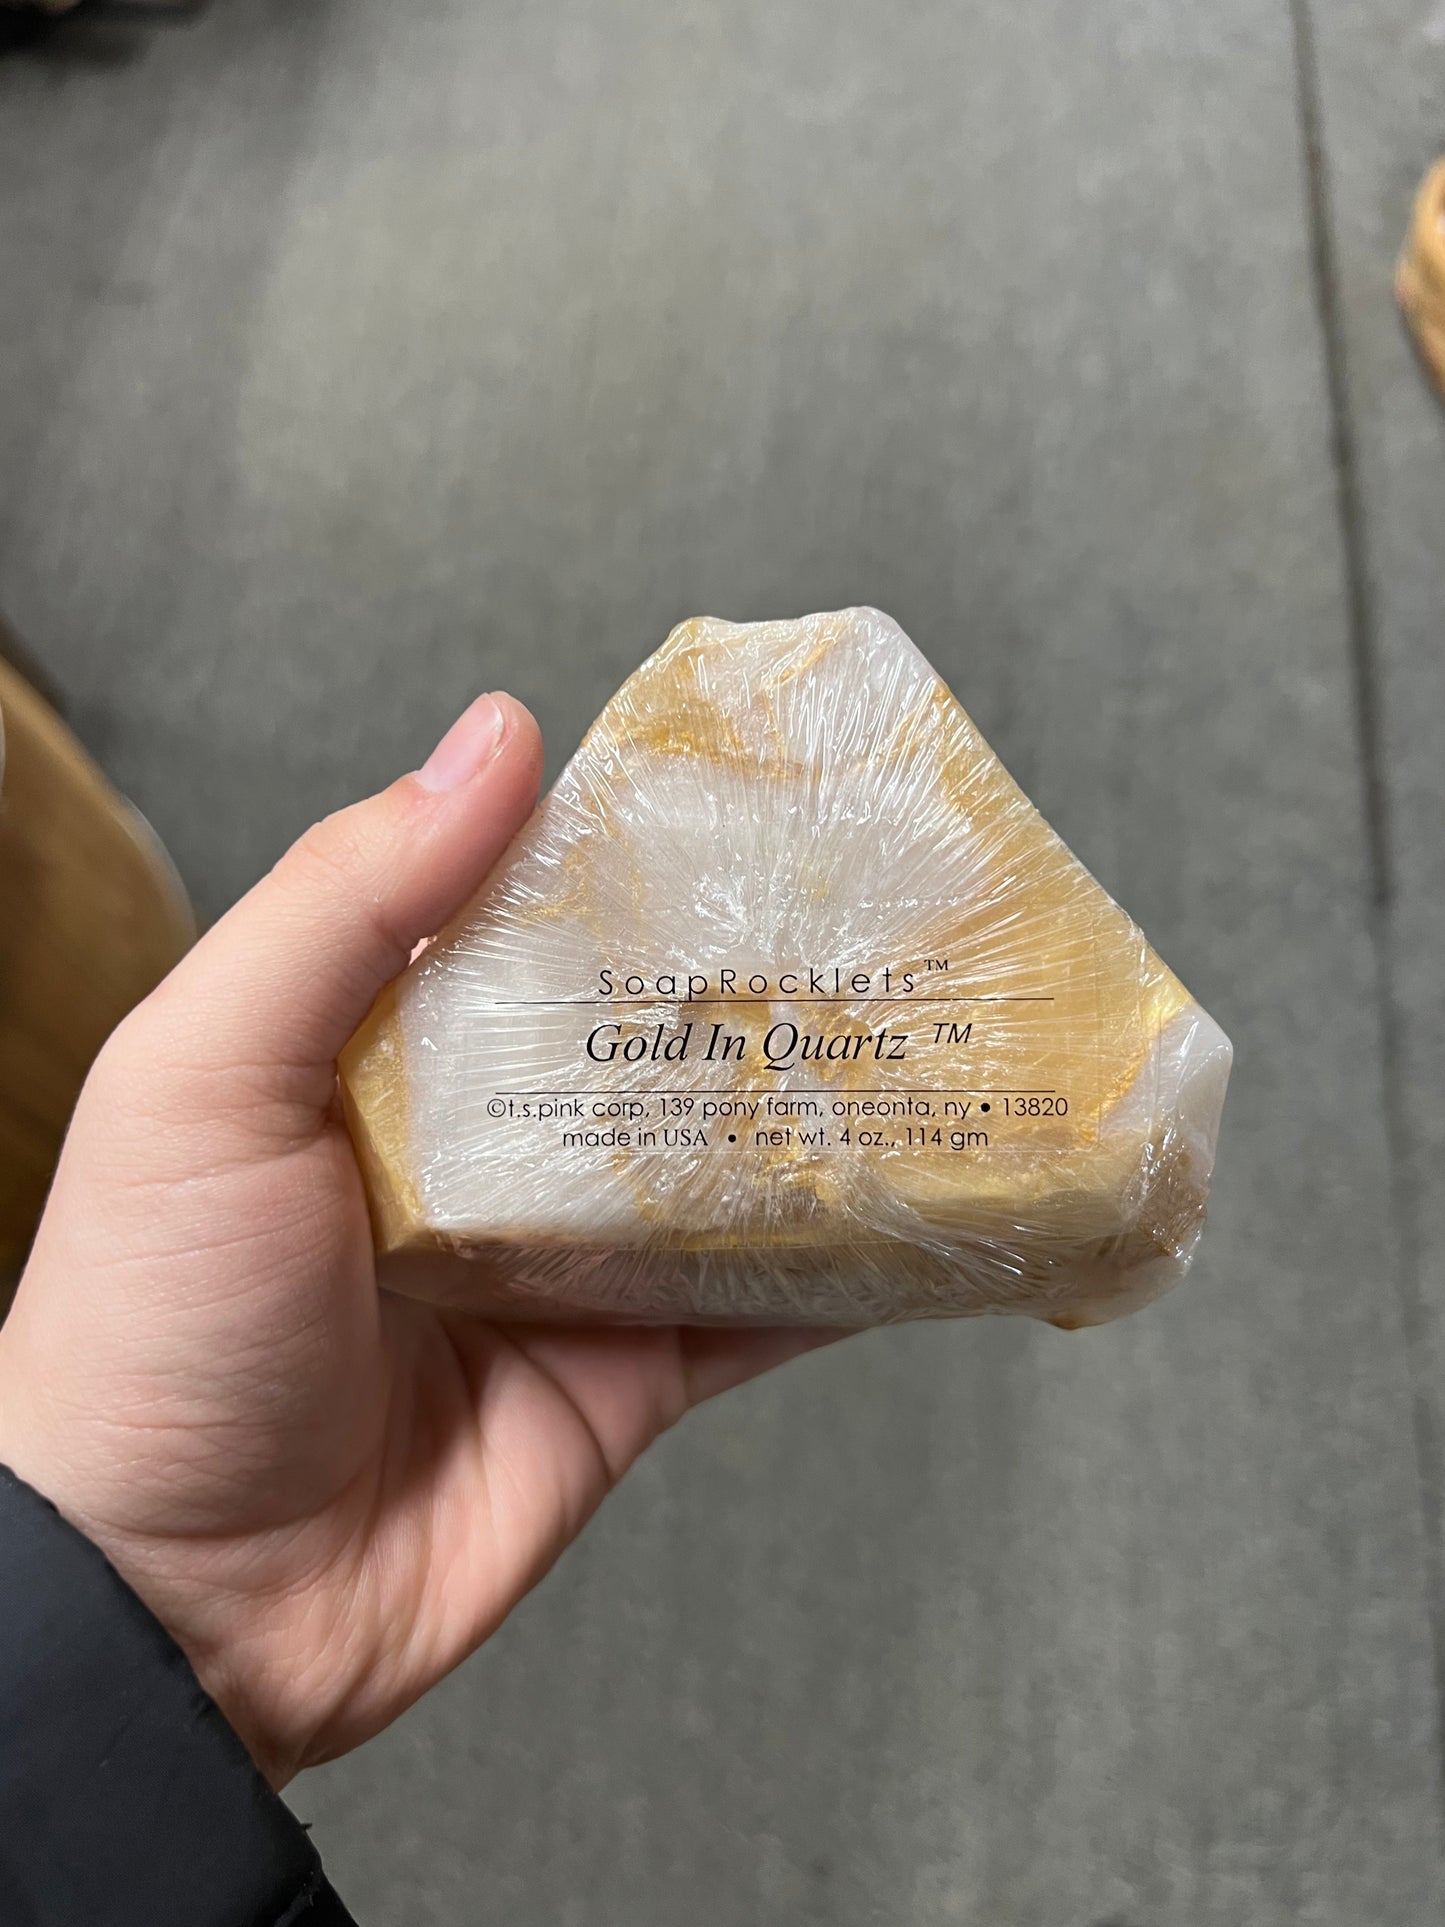 SoapRocklets™
Gold In Quartz ™
©t.s.pink corp, 139 pony farm, oneonta, ny • 13820
made in USA • net wt. 4 oz., 114 gm